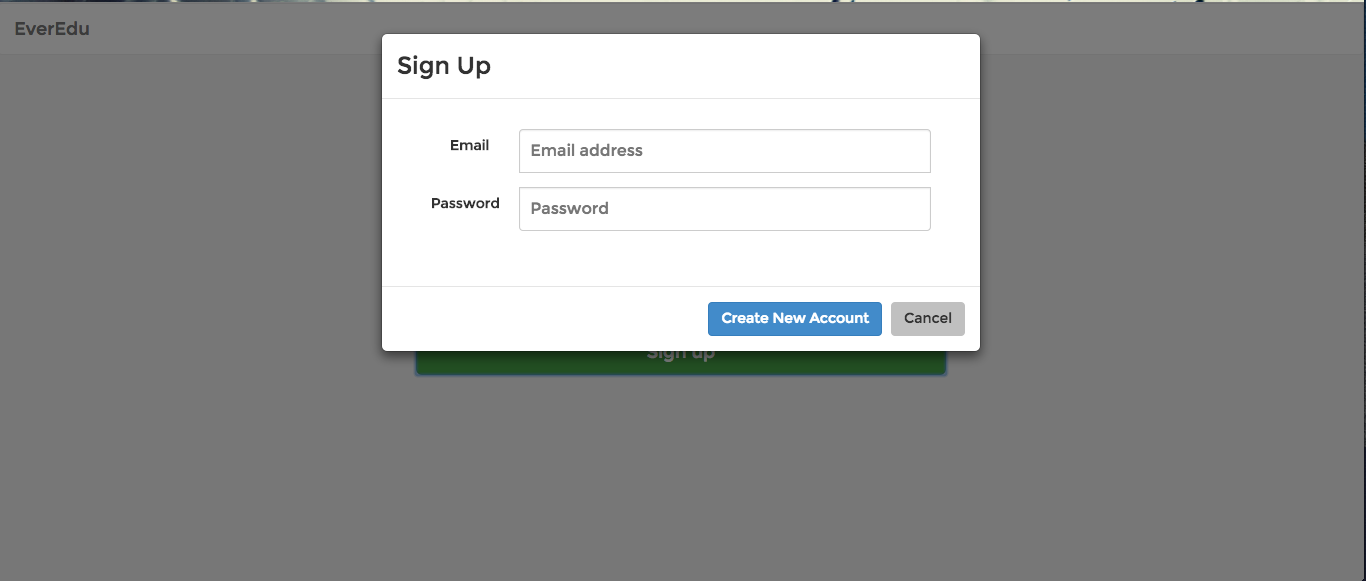 EverEdu
Sign Up
Email
Email address
Password
Password
Create New Account
Cancel
Sign up